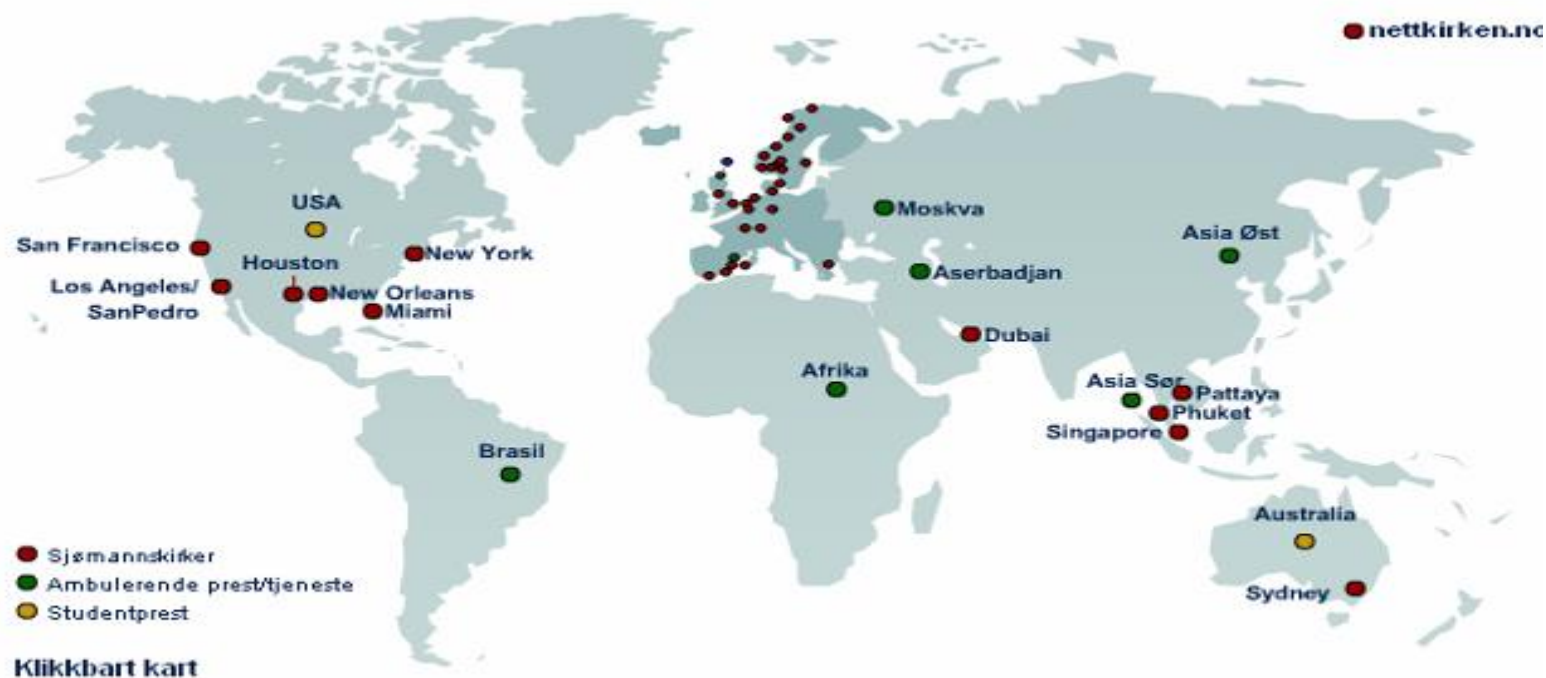 nettkirken.no
USA
San Francisco
New York
Houston
Los Angeles/
SanPedro
New Orleans
Miami
Moskva
Asia Øst
Aserbadjan
Dubai
Afrika
Asia Sør
Pattaya
Phuket
Singapore
Brasil
Australia
Sydney
Sjømannskirker
Ambulerende prest/tjeneste
Studentprest
Klikkbart kart